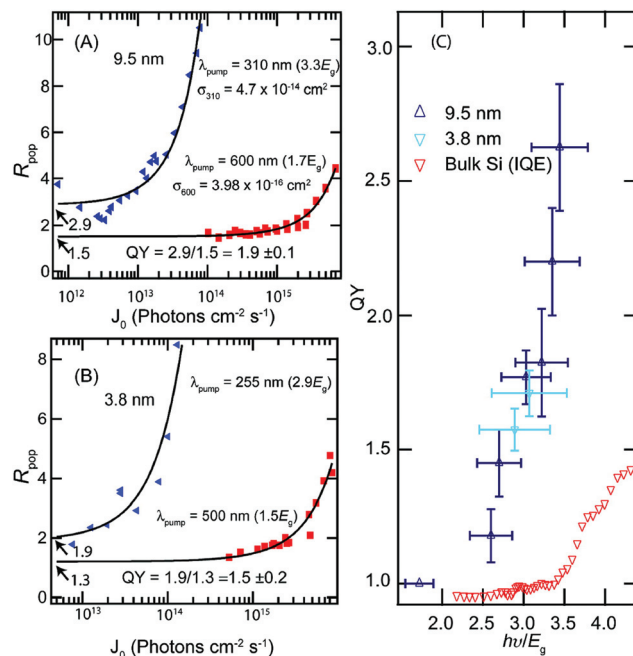 (A)
9.5 nm
λpump = 310 nm (3.3Eg)
σ310 = 4.7 x 10-14 cm2
λpump = 600 nm (1.7Eg)
σ600 = 3.98 x 10-16 cm2
2.9
1.5
QY = 2.9/1.5 = 1.9 ±0.1
10
8
6
4
2
0
Rpop
1012
1013
1014
1015
J0 (Photons cm-2 s-1)
(B)
3.8 nm
λpump = 255 nm (2.9Eg)
λpump = 500 nm (1.5Eg)
1.9
1.3
QY = 1.9/1.3 =1.5 ±0.2
8
6
4
2
0
Rpop
1013
1014
1015
J0 (Photons cm-2 s-1)
(C)
9.5 nm
3.8 nm
Bulk Si (IQE)
3.0
2.5
2.0
1.5
1.0
QY
2.0
2.5
3.0
3.5
4.0
hν/Eg